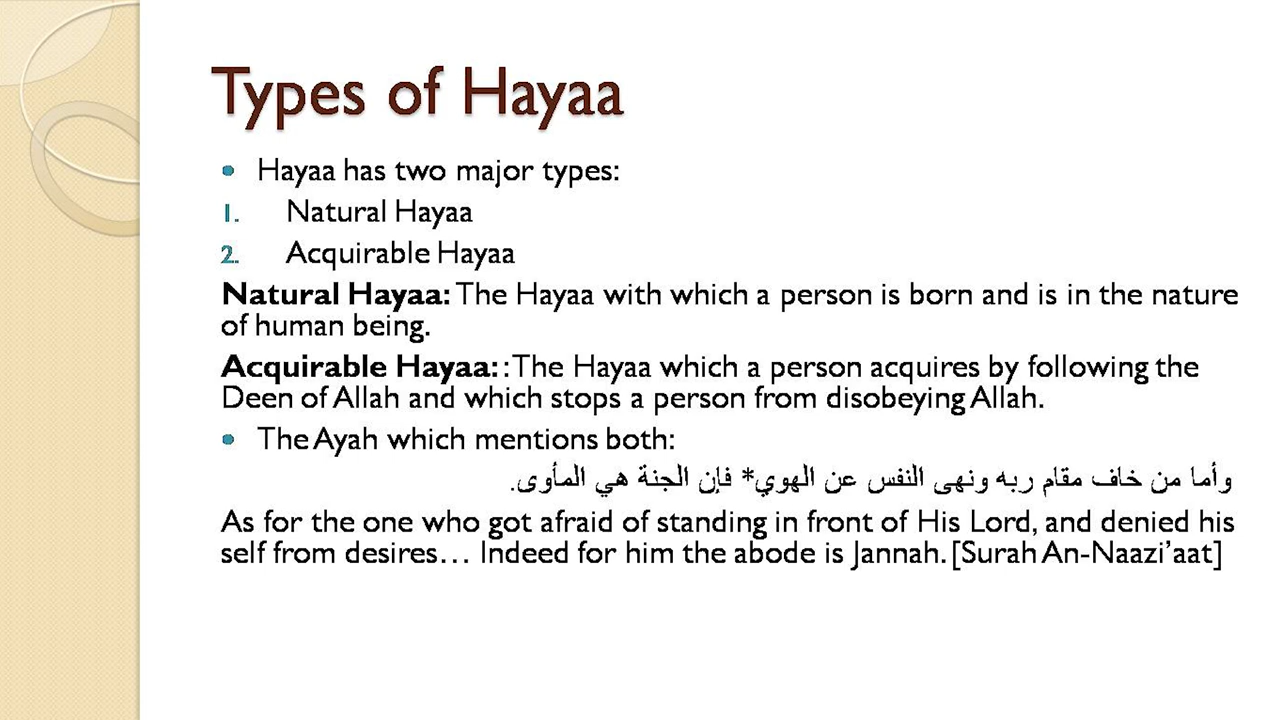 Types of Hayaa
• Hayaa has two major types:
1. Natural Hayaa
2. Acquirable Hayaa
Natural Hayaa: The Hayaa with which a person is born and is in the nature
of human being.
Acquirable Hayaa: :The Hayaa which a person acquires by following the
Deen of Allah and which stops a person from disobeying Allah.
• The Ayah which mentions both:
وأما من خاف مقام ربه ونهى النفس عن الهوي* فإن الجنة هي المأوى.
As for the one who got afraid of standing in front of His Lord, and denied his
self from desires… Indeed for him the abode is Jannah. [Surah An-Naazi’aat]